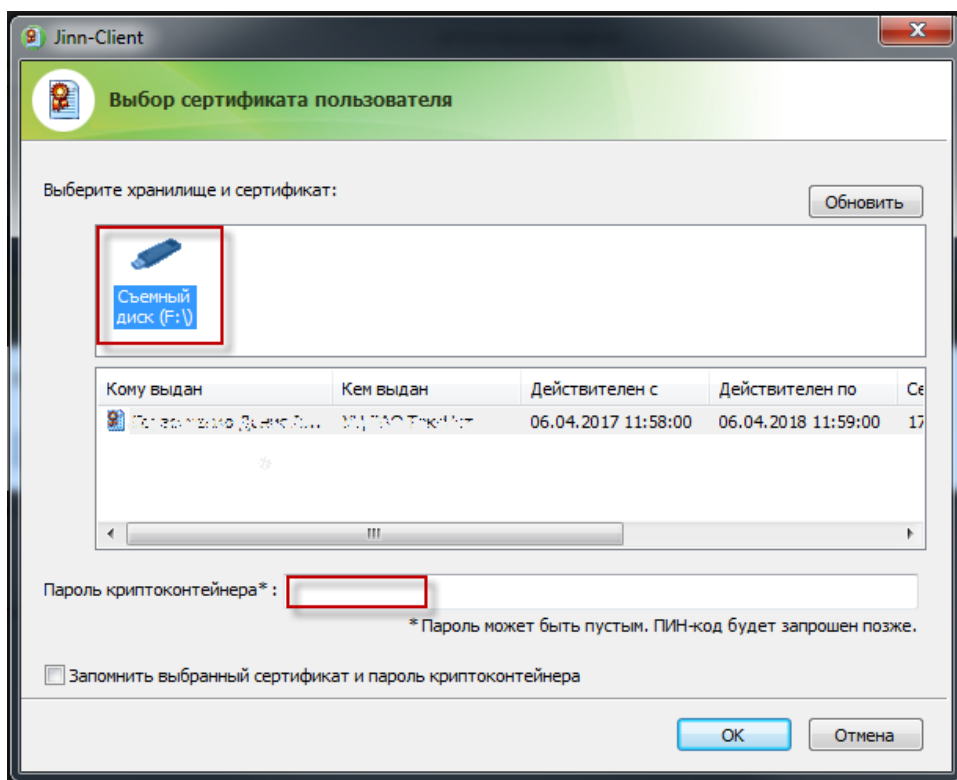 Jinn-Client
Выбор сертификата пользователя
Выберите хранилище и сертификат:
Обновить
Съемный
диск (F:\)
Кому выдан Кем выдан Действителен с Действителен по Се
06.04.2017 11:58:00 06.04.2018 11:59:00 17
Пароль криптоконтейнера* :
* Пароль может быть пустым. ПИН-код будет запрошен позже.
Запомнить выбранный сертификат и пароль криптоконтейнера
OK Отмена